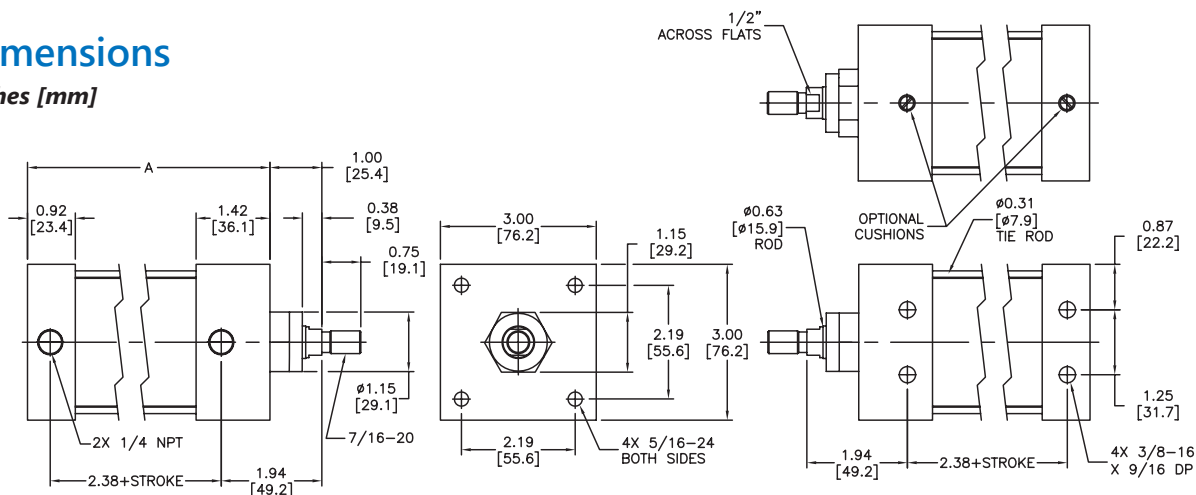 mensions
nes [mm]
1/2"
ACROSS FLATS
OPTIONAL
CUSHIONS
A
1.00
[25.4]
0.92
[23.4]
1.42
[36.1]
0.38
[9.5]
0.75
[19.1]
ø1.15
[29.1]
2X 1/4 NPT
7/16-20
2.38+STROKE
1.94
[49.2]
3.00
[76.2]
1.15
[29.2]
2.19
[55.6]
3.00
[76.2]
2.19
[55.6]
4X 5/16-24
BOTH SIDES
ø0.63
[ø15.9]
ROD
ø0.31
[ø7.9]
TIE ROD
0.87
[22.2]
1.25
[31.7]
1.94
[49.2]
2.38+STROKE
4X 3/8-16
X 9/16 DP